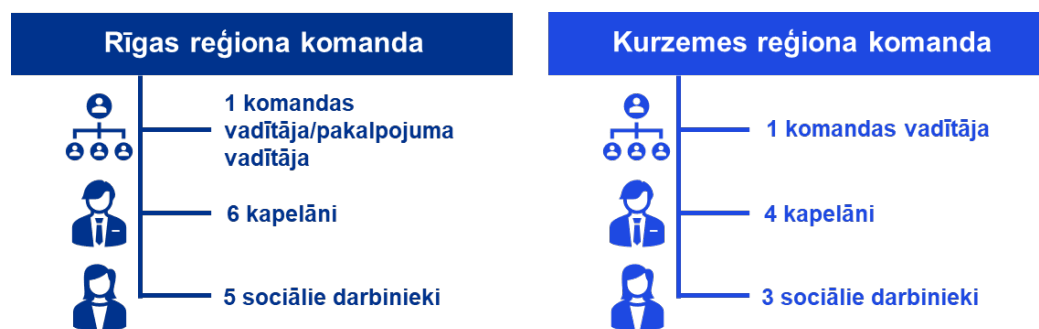 Rīgas reģiona komanda
1 komandas
vadītāja/pakalpojuma
vadītāja
6 kapelāni
5 sociālie darbinieki
Kurzemes reģiona komanda
1 komandas vadītāja
4 kapelāni
3 sociālie darbinieki